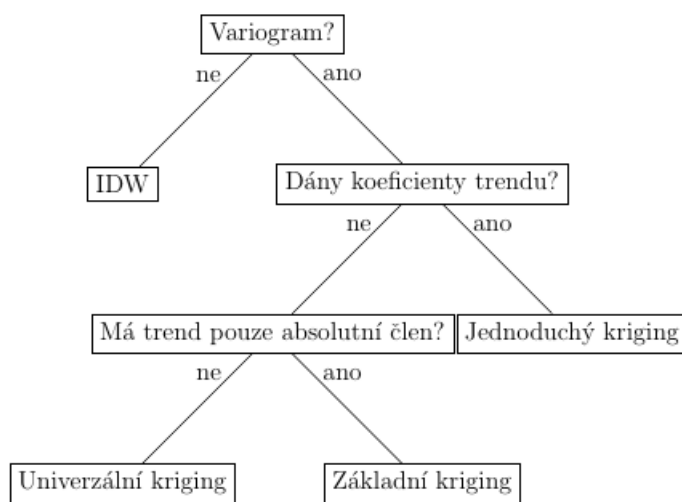 Variogram?
ne
ano
IDW
Dány koeficienty trendu?
ne
ano
Má trend pouze absolutní člen?
Jednoduchý kriging
ne
ano
Univerzální kriging
Základní kriging